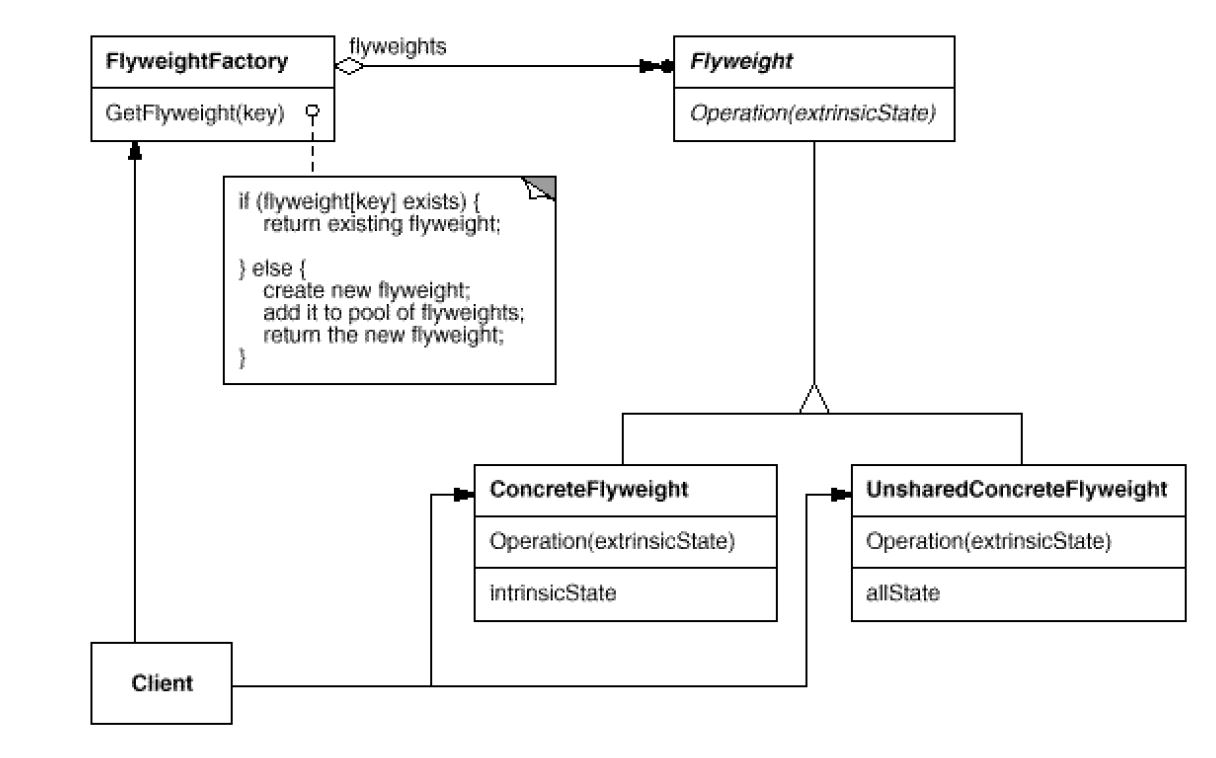 FlyweightFactory
flyweights
Flyweight
GetFlyweight(key)
Operation(extrinsicState)
if (flyweight[key] exists) {
return existing flyweight;
} else {
create new flyweight;
add it to pool of flyweights;
return the new flyweight;
}
ConcreteFlyweight
Operation(extrinsicState)
intrinsicState
UnsharedConcreteFlyweight
Operation(extrinsicState)
allState
Client